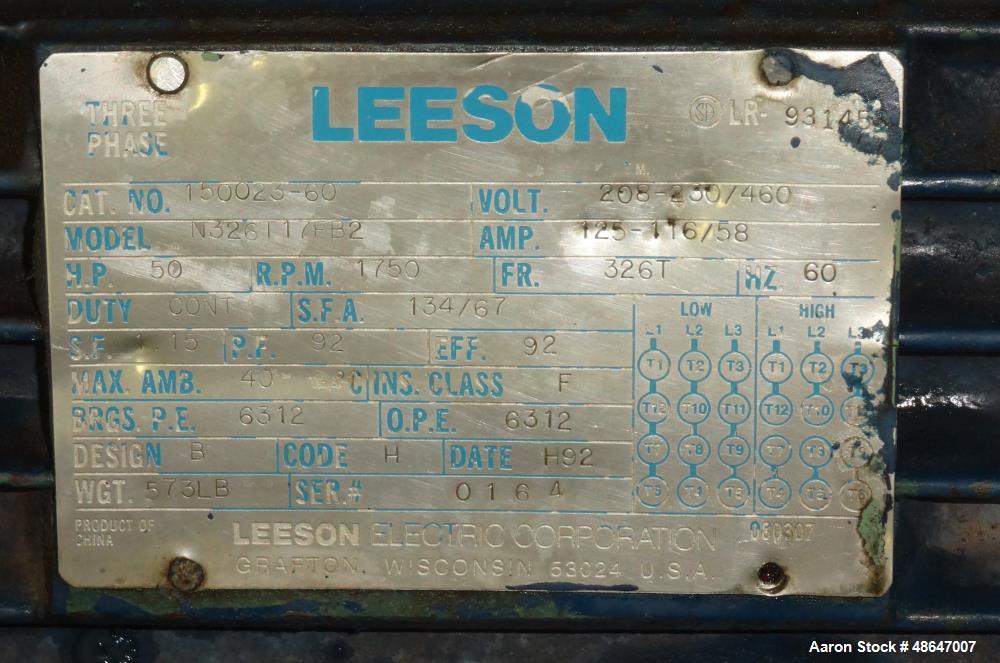 THREE PHASE LEESON SA LR-
CAT. NO. 150023-60 VOLT. 208-230/460
MODEL N326T17FB2 AMP. 125-116/58
H.P. 50 R.P.M. 1750 FR. 326T HZ 60
DUTY CONT S.F.A. 134/67 LOW HIGH
L1 L2 L3 L1 L2 L3
S.F. 1.15 P.F. 92 EFF. 92 T1 T2 T3 T1 T2 T3
MAX. AMB. 40 C INS. CLASS F
BRGS. P.E. 6312 O.P.E. 6312 T12 T10 T11 T12 T10
DESIGN B CODE H DATE H92 T7 T8 T9 T7
WGT. 573LB SER.# 0164 T4 T5 T6
PRODUCT OF CHINA LEESON ELECTRIC CORPORATION 080307
GRAFTON, WISCONSIN 53024 U.S.A.
Aaron Stock # 48647007